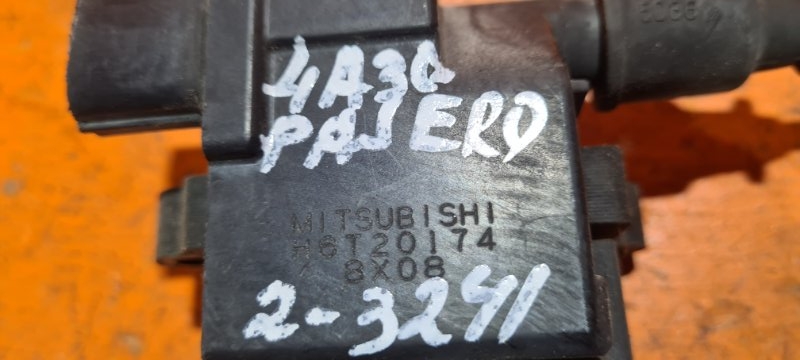 4A30
PAJERO
MITSUBISHI
H6T20174
8X08
2-3241